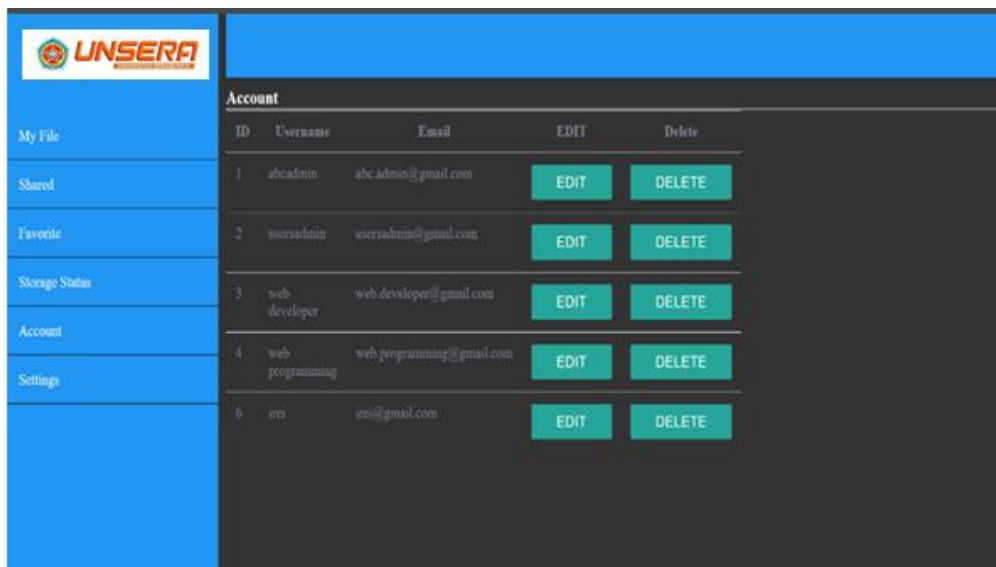 UNSERA
My File
Shared
Favorite
Storage Status
Account
Settings
Account
ID Username Email EDIT Delete
1 abcadmin abc.admin@gmail.com EDIT DELETE
2 usersadmin usersadmin@gmail.com EDIT DELETE
3 web developer web.developer@gmail.com EDIT DELETE
4 web programming web.programming@gmail.com EDIT DELETE
6 irei irei@gmail.com EDIT DELETE